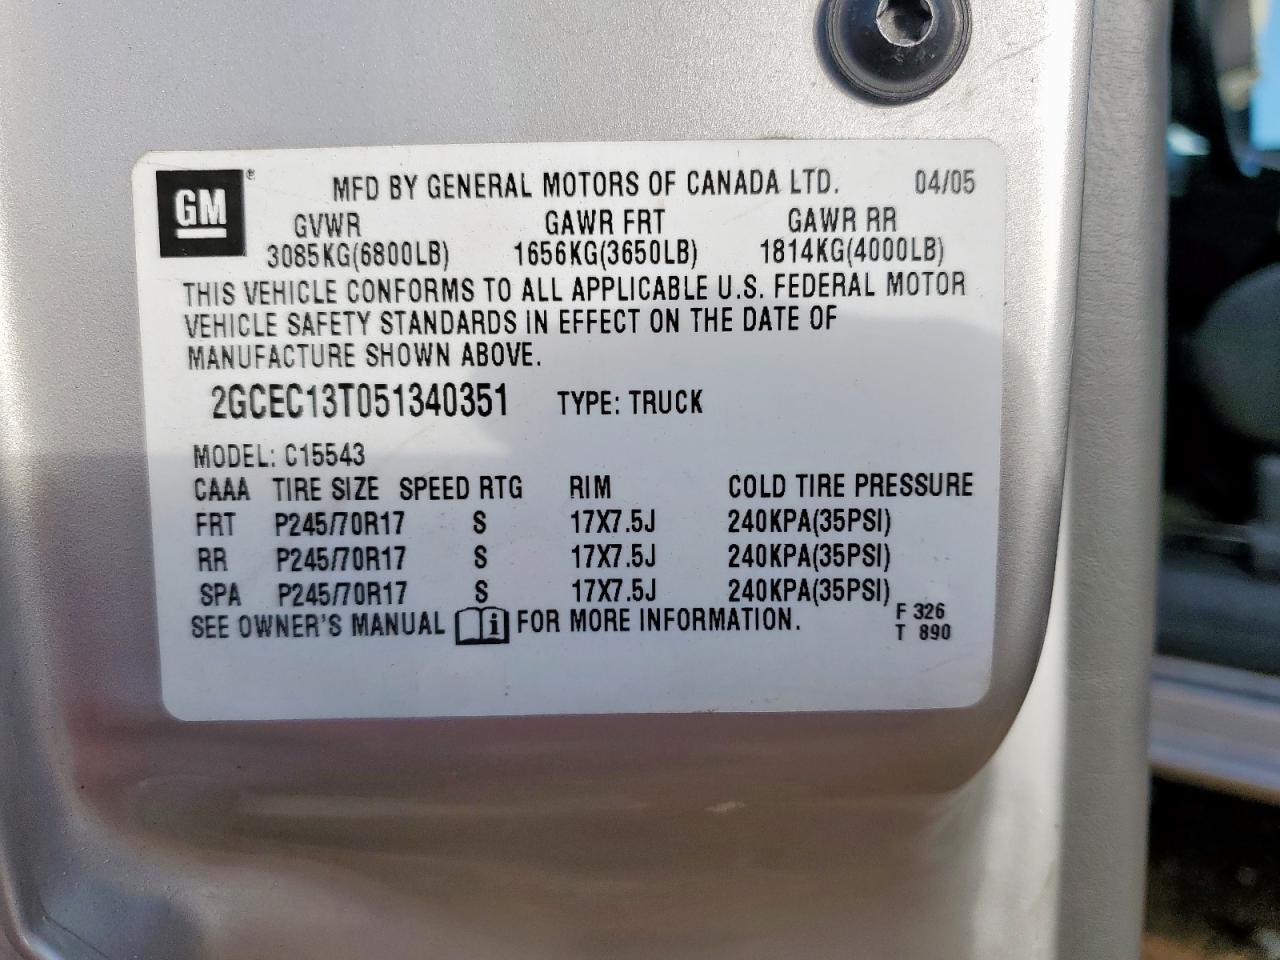 GM ® MFD BY GENERAL MOTORS OF CANADA LTD. 04/05
GVWR GAWR FRT GAWR RR
3085KG(6800LB) 1656KG(3650LB) 1814KG(4000LB)
THIS VEHICLE CONFORMS TO ALL APPLICABLE U.S. FEDERAL MOTOR
VEHICLE SAFETY STANDARDS IN EFFECT ON THE DATE OF
MANUFACTURE SHOWN ABOVE.
2GCEC13T051340351 TYPE: TRUCK
MODEL: C15543
CAAA TIRE SIZE SPEED RTG RIM COLD TIRE PRESSURE
FRT P245/70R17 S 17X7.5J 240KPA(35PSI)
RR P245/70R17 S 17X7.5J 240KPA(35PSI)
SPA P245/70R17 S 17X7.5J 240KPA(35PSI)
SEE OWNER'S MANUAL i FOR MORE INFORMATION.
F 326
T 890